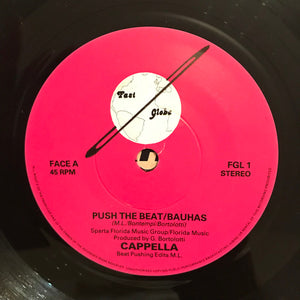 Fast
Globe
FACE A
45 RPM
FGL 1
STEREO
PUSH THE BEAT/BAUHAS
(M.L./Bontempi/Bortolotti)
Sparta Florida Music Group/Florida Music
Produced by G. Bortolotti
CAPPELLA
Beat Pushing Edits M.L.